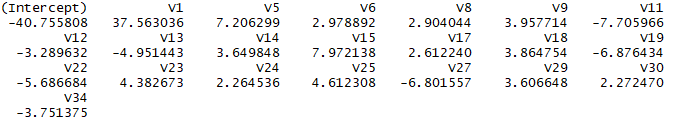 (Intercept) V1 V5 V6 V8 V9 V11
-40.755808 37.563036 7.206299 2.978892 2.904044 3.957714 -7.705966
V12 V13 V14 V15 V17 V18 V19
-3.289632 -4.951443 3.649848 7.972138 2.612240 3.864754 -6.876434
V22 V23 V24 V25 V27 V29 V30
-5.686684 4.382673 2.264536 4.612308 -6.801557 3.606648 2.272470
V34
-3.751375